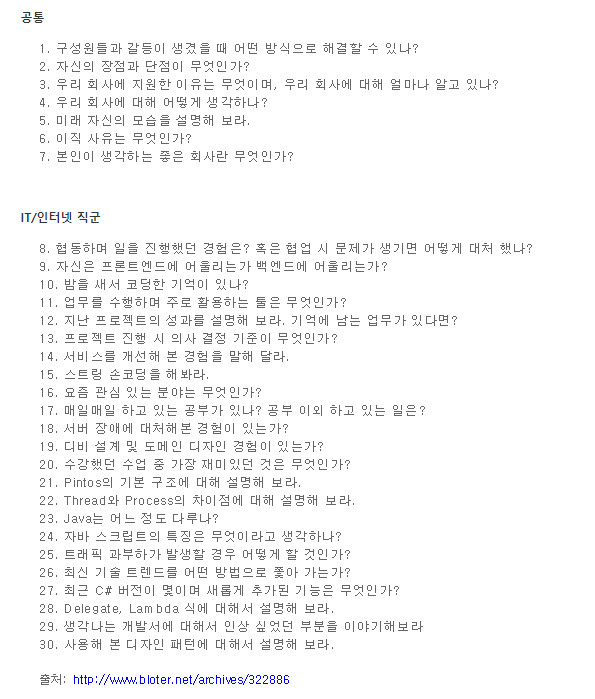 공통
1. 구성원들과 갈등이 생겼을 때 어떤 방식으로 해결할 수 있나?
2. 자신의 장점과 단점이 무엇인가?
3. 우리 회사에 지원한 이유는 무엇이며, 우리 회사에 대해 얼마나 알고 있나?
4. 우리 회사에 대해 어떻게 생각하나?
5. 미래 자신의 모습을 설명해 보라.
6. 이직 사유는 무엇인가?
7. 본인이 생각하는 좋은 회사란 무엇인가?
IT/인터넷 직군
8. 협동하며 일을 진행했던 경험은? 혹은 협업 시 문제가 생기면 어떻게 대처 했나?
9. 자신은 프론트엔드에 어울리는가 백엔드에 어울리는가?
10. 밤을 새서 코딩한 기억이 있나?
11. 업무를 수행하며 주로 활용하는 툴은 무엇인가?
12. 지난 프로젝트의 성과를 설명해 보라. 기억에 남는 업무가 있다면?
13. 프로젝트 진행 시 의사 결정 기준이 무엇인가?
14. 서비스를 개선해 본 경험을 말해 달라.
15. 스트링 손코딩을 해봐라.
16. 요즘 관심 있는 분야는 무엇인가?
17. 매일매일 하고 있는 공부가 있나? 공부 이외 하고 있는 일은?
18. 서버 장애에 대처해본 경험이 있는가?
19. 디비 설계 및 도메인 디자인 경험이 있는가?
20. 수강했던 수업 중 가장 재미있던 것은 무엇인가?
21. Pintos의 기본 구조에 대해 설명해 보라.
22. Thread와 Process의 차이점에 대해 설명해 보라.
23. Java는 어느 정도 다루나?
24. 자바 스크립트의 특징은 무엇이라고 생각하나?
25. 트래픽 과부하가 발생할 경우 어떻게 할 것인가?
26. 최신 기술 트렌드를 어떤 방법으로 쫓아 가는가?
27. 최근 C# 버전이 몇이며 새롭게 추가된 기능은 무엇인가?
28. Delegate, Lambda 식에 대해서 설명해 보라.
29. 생각나는 개발서에 대해서 인상 싶었던 부분을 이야기해보라
30. 사용해 본 디자인 패턴에 대해서 설명해 보라.
출처: http://www.bloter.net/archives/322886